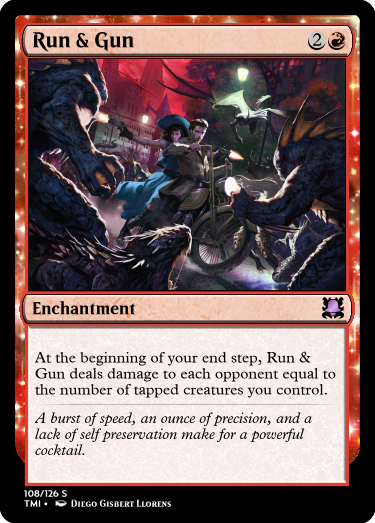 Run & Gun 2
Enchantment
At the beginning of your end step, Run &
Gun deals damage to each opponent equal to
the number of tapped creatures you control.
A burst of speed, an ounce of precision, and a
lack of self preservation make for a powerful
cocktail.
108/126 S
TMI • Diego Gisbert Llorens